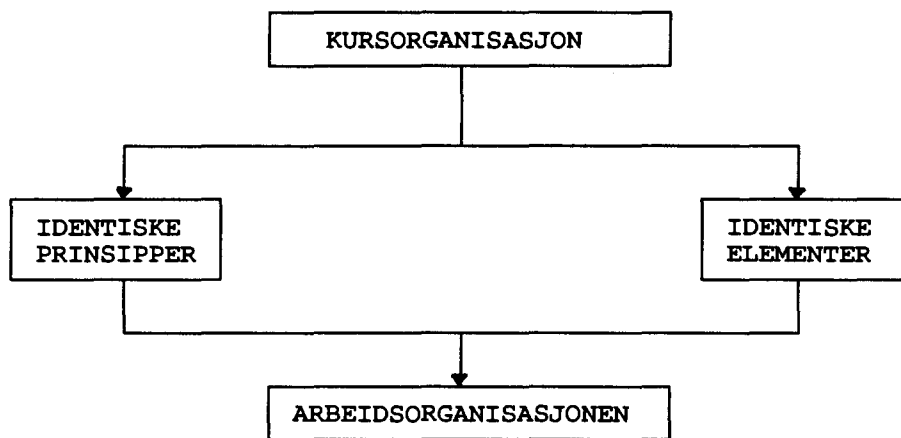 KURSORGANISASJON
IDENTISKE
PRINSIPPER
IDENTISKE
ELEMENTER
ARBEIDSORGANISASJONEN